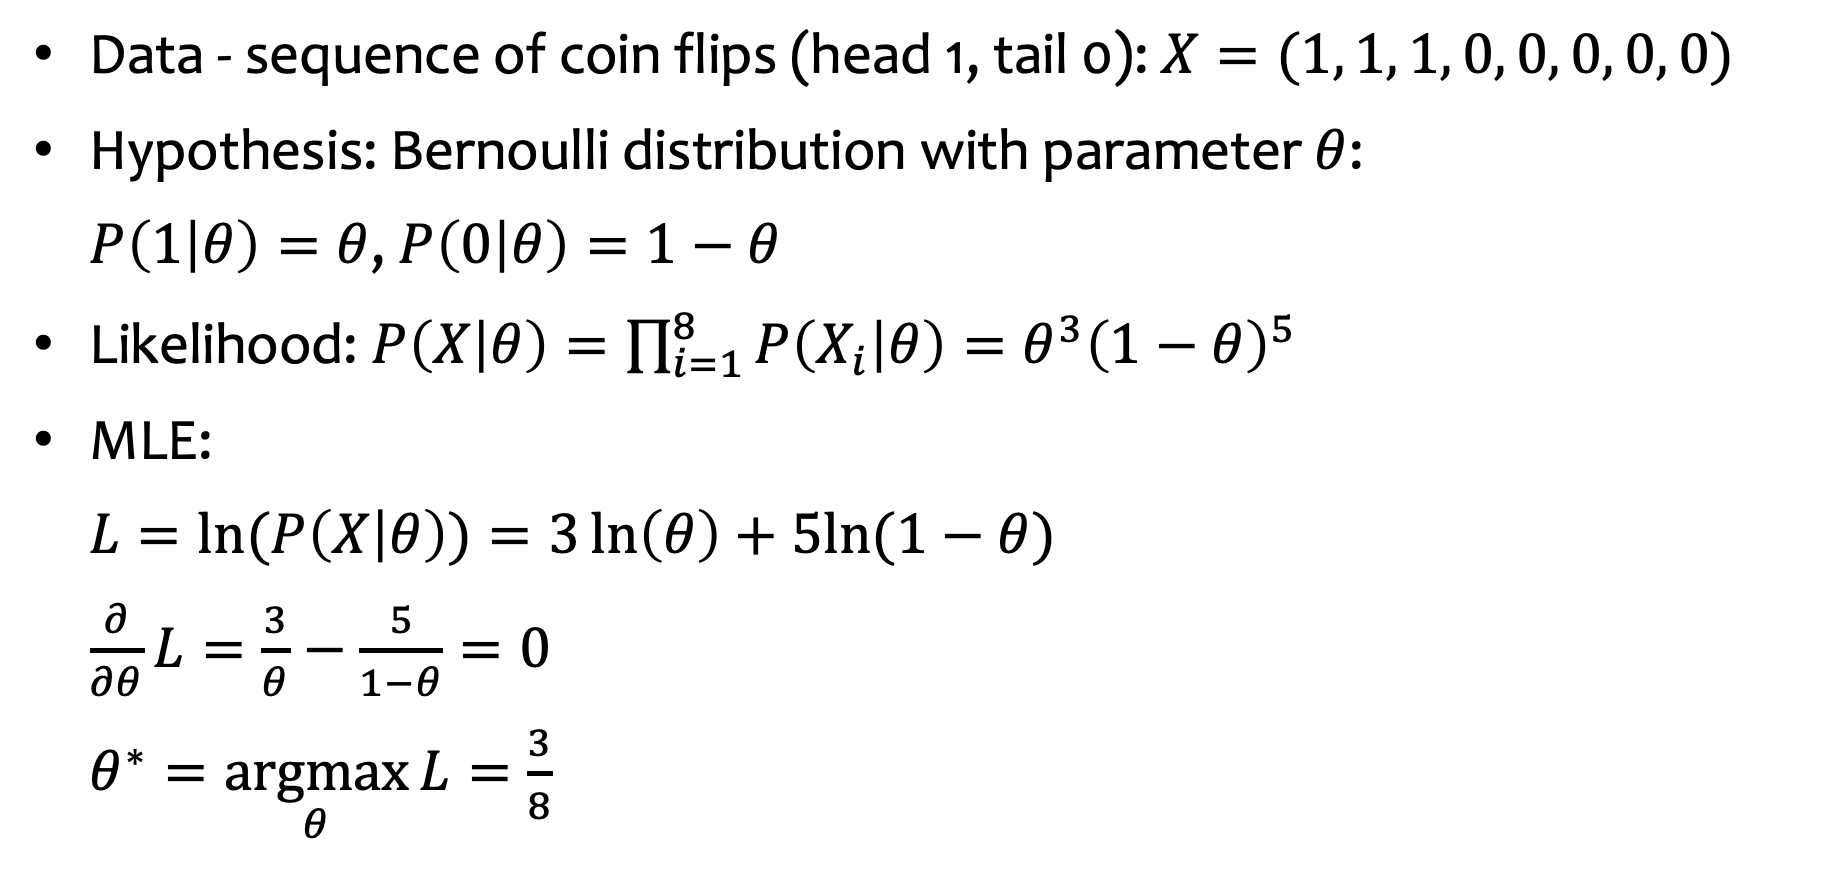 • Data - sequence of coin flips (head 1, tail 0): X = (1, 1, 1, 0, 0, 0, 0, 0)
• Hypothesis: Bernoulli distribution with parameter θ:
P(1|θ) = θ, P(0|θ) = 1 − θ
• Likelihood: P(X|θ) = ∏_{i=1}^{8} P(X_i|θ) = θ^3(1 − θ)^5
• MLE:
L = ln(P(X|θ)) = 3 ln(θ) + 5ln(1 − θ)
∂/∂θ L = 3/θ − 5/(1−θ) = 0
θ* = argmax_θ L = 3/8